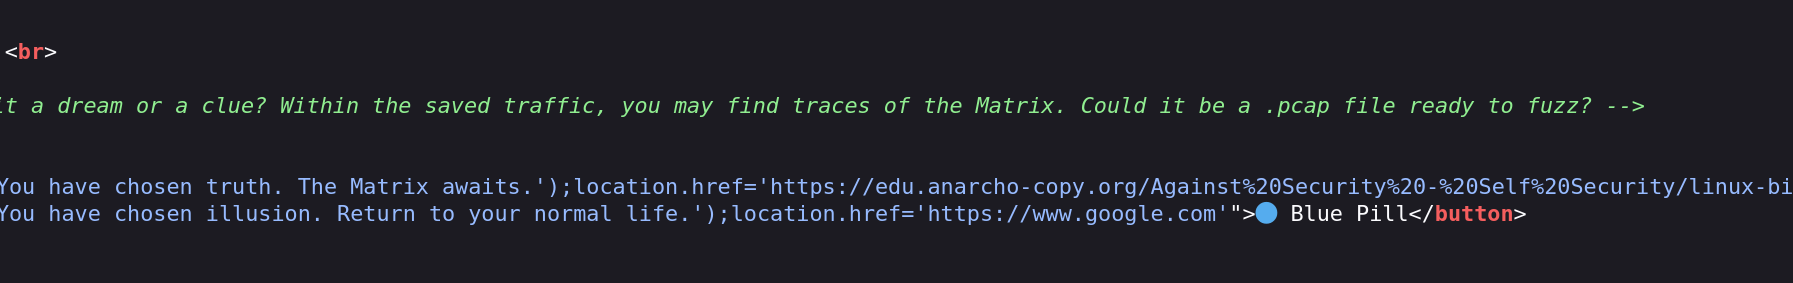 <br>
it a dream or a clue? Within the saved traffic, you may find traces of the Matrix. Could it be a .pcap file ready to fuzz? -->
You have chosen truth. The Matrix awaits.');location.href='https://edu.anarcho-copy.org/Against%20Security%20-%20Self%20Security/linux-bi
You have chosen illusion. Return to your normal life.');location.href='https://www.google.com'">🔵 Blue Pill</button>